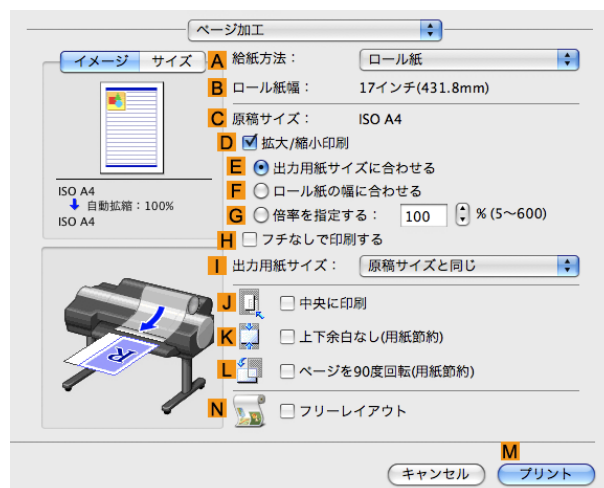 ページ加工
イメージ サイズ
A 給紙方法： ロール紙
B ロール紙幅： 17インチ(431.8mm)
C 原稿サイズ： ISO A4
D 拡大/縮小印刷
E 出力用紙サイズに合わせる
F ロール紙の幅に合わせる
G 倍率を指定する： 100 % (5〜600)
H フチなしで印刷する
ISO A4
自動拡縮：100%
ISO A4
I 出力用紙サイズ： 原稿サイズと同じ
J 中央に印刷
K 上下余白なし(用紙節約)
L ページを90度回転(用紙節約)
N フリーレイアウト
R
M
キャンセル プリント